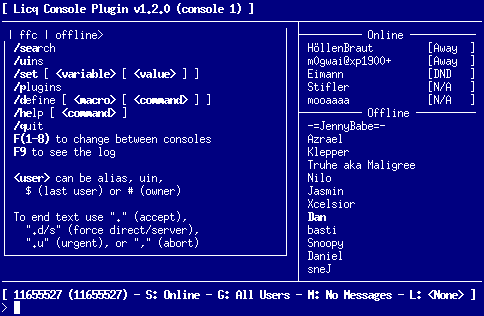 [ Licq Console Plugin v1.2.0 (console 1) ]
| ffc | offline>
/search
/uins
/set [ <variable> [ <value> ] ]
/plugins
/define [ <macro> [ <command> ] ]
/help [ <command> ]
/quit
F(1-8) to change between consoles
F9 to see the log
<user> can be alias, uin,
$ (last user) or # (owner)
To end text use "." (accept),
".d/s" (force direct/server),
".u" (urgent), or "," (abort)
Online
HöllenBraut [Away ]
m0gwai@xp1900+ [Away ]
Eimann [DND ]
Stifler [N/A ]
mooaaaa [N/A ]
Offline
-=JennyBabe=-
Azrael
Klepper
Truhe aka Maligree
Nilo
Jasmin
Xcelsior
Dan
basti
Snoopy
Daniel
sneJ
[ 11655527 (11655527) - S: Online - G: All Users - M: No Messages - L: <None> ]
>